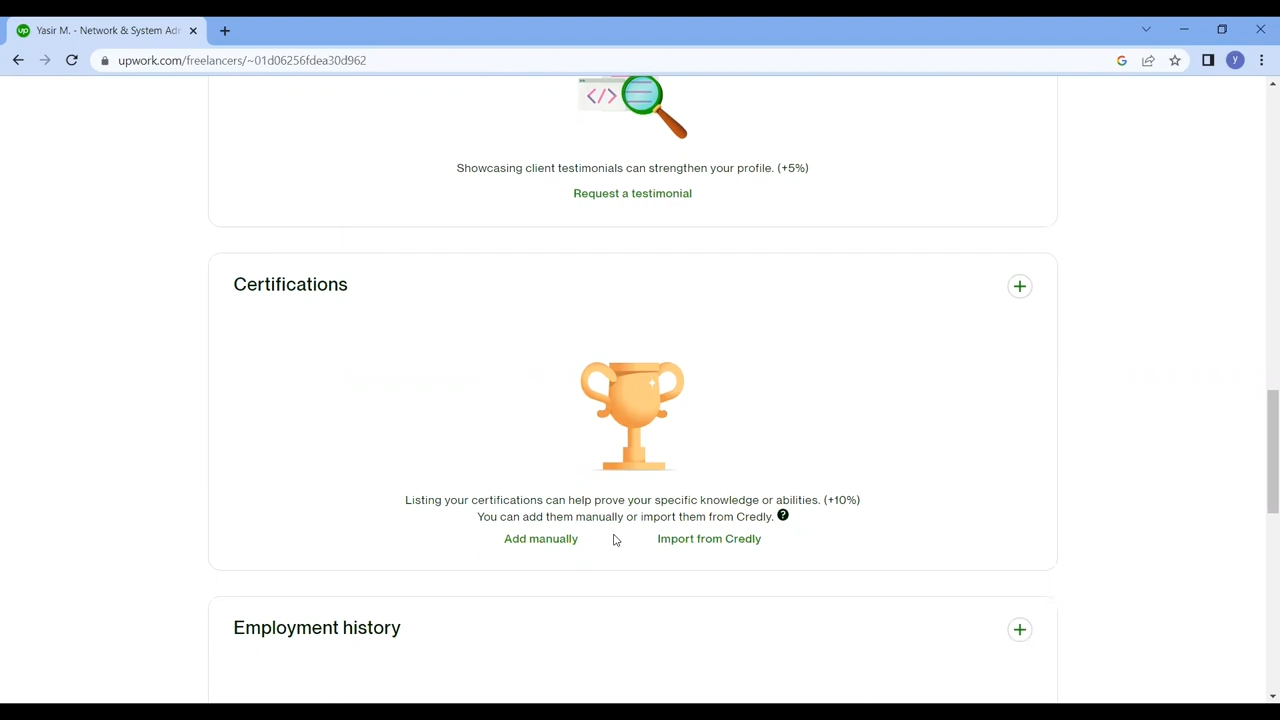 up Yasir M. - Network & System Adr
upwork.com/freelancers/~01d06256fdea30d962
G
y
</>
Showcasing client testimonials can strengthen your profile. (+5%)
Request a testimonial
Certifications
Listing your certifications can help prove your specific knowledge or abilities. (+10%)
You can add them manually or import them from Credly. ?
Add manually Import from Credly
Employment history